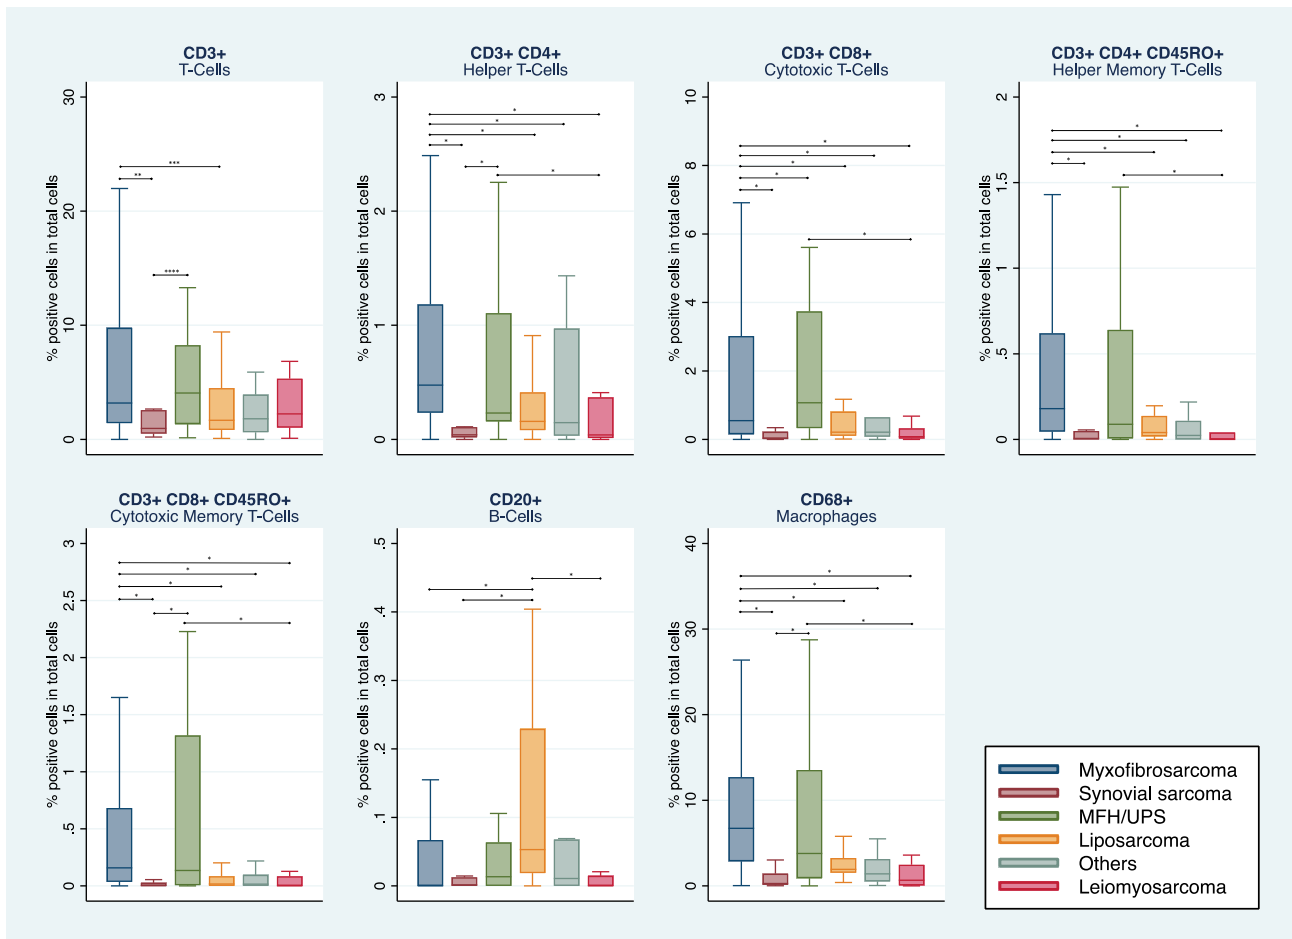 CD3+
T-Cells
% positive cells in total cells
30
20
10
0
***
**
****
CD3+ CD4+
Helper T-Cells
% positive cells in total cells
3
2
1
0
*
*
*
*
*
*
CD3+ CD8+
Cytotoxic T-Cells
% positive cells in total cells
10
8
6
4
2
0
*
*
*
*
*
*
CD3+ CD4+ CD45RO+
Helper Memory T-Cells
% positive cells in total cells
2
1.5
1
.5
0
*
*
*
*
*
CD3+ CD8+ CD45RO+
Cytotoxic Memory T-Cells
% positive cells in total cells
3
2.5
2
1.5
1
.5
0
*
*
*
*
*
*
CD20+
B-Cells
% positive cells in total cells
.5
.4
.3
.2
.1
0
*
*
*
CD68+
Macrophages
% positive cells in total cells
40
30
20
10
0
*
*
*
*
*
*
Myxofibrosarcoma
Synovial sarcoma
MFH/UPS
Liposarcoma
Others
Leiomyosarcoma